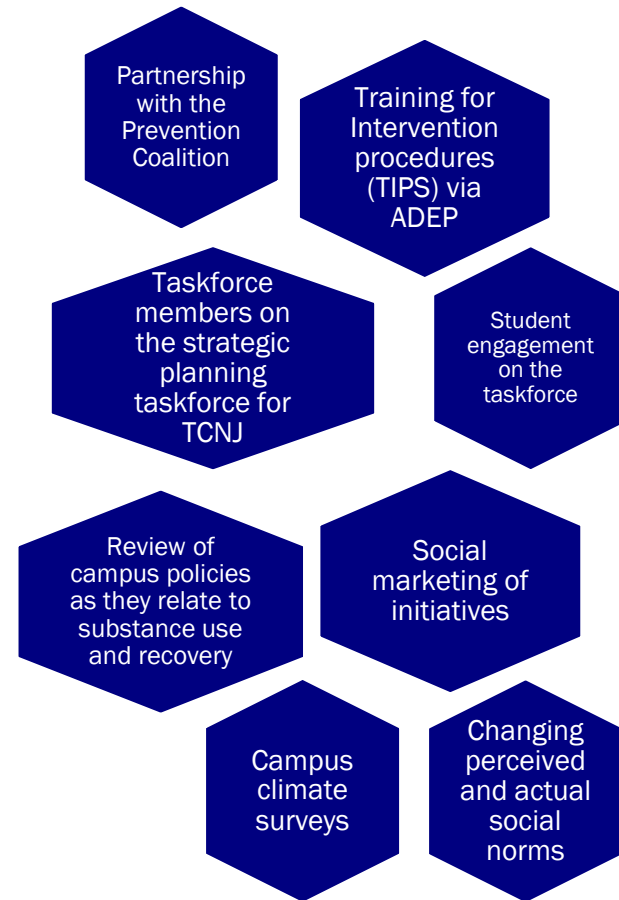 Partnership
with the
Prevention
Coalition
Training for
Intervention
procedures
(TIPS) via
ADEP
Taskforce
members on
the strategic
planning
taskforce for
TCNJ
Student
engagement
on the
taskforce
Review of
campus policies
as they relate to
substance use
and recovery
Social
marketing of
initiatives
Campus
climate
surveys
Changing
perceived
and actual
social
norms